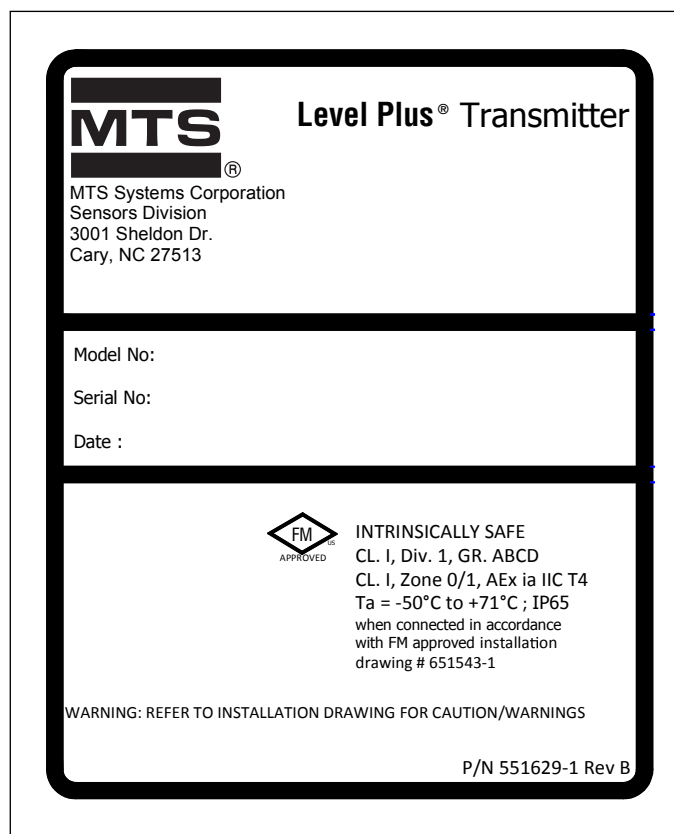 MTS
®
Level Plus® Transmitter
MTS Systems Corporation
Sensors Division
3001 Sheldon Dr.
Cary, NC 27513
Model No:
Serial No:
Date :
FM
us
APPROVED
INTRINSICALLY SAFE
CL. I, Div. 1, GR. ABCD
CL. I, Zone 0/1, AEx ia IIC T4
Ta = -50°C to +71°C ; IP65
when connected in accordance
with FM approved installation
drawing # 651543-1
WARNING: REFER TO INSTALLATION DRAWING FOR CAUTION/WARNINGS
P/N 551629-1 Rev B